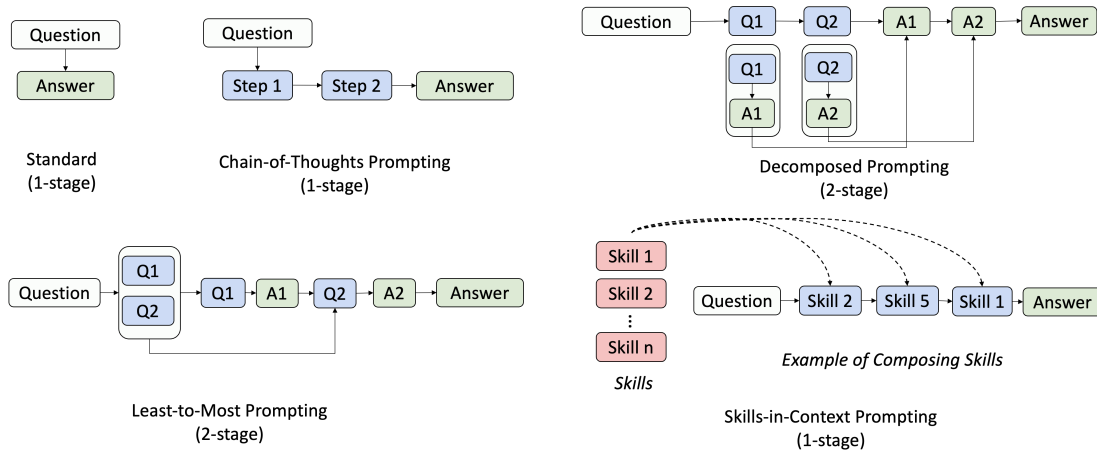 Question
Answer
Standard
(1-stage)
Question
Step 1
Step 2
Answer
Chain-of-Thoughts Prompting
(1-stage)
Question
Q1
Q2
A1
A2
Answer
Q1
Q2
A1
A2
Decomposed Prompting
(2-stage)
Question
Q1
Q2
Q1
A1
Q2
A2
Answer
Least-to-Most Prompting
(2-stage)
Skill 1
Skill 2
Skill n
Skills
Question
Skill 2
Skill 5
Skill 1
Answer
Example of Composing Skills
Skills-in-Context Prompting
(1-stage)